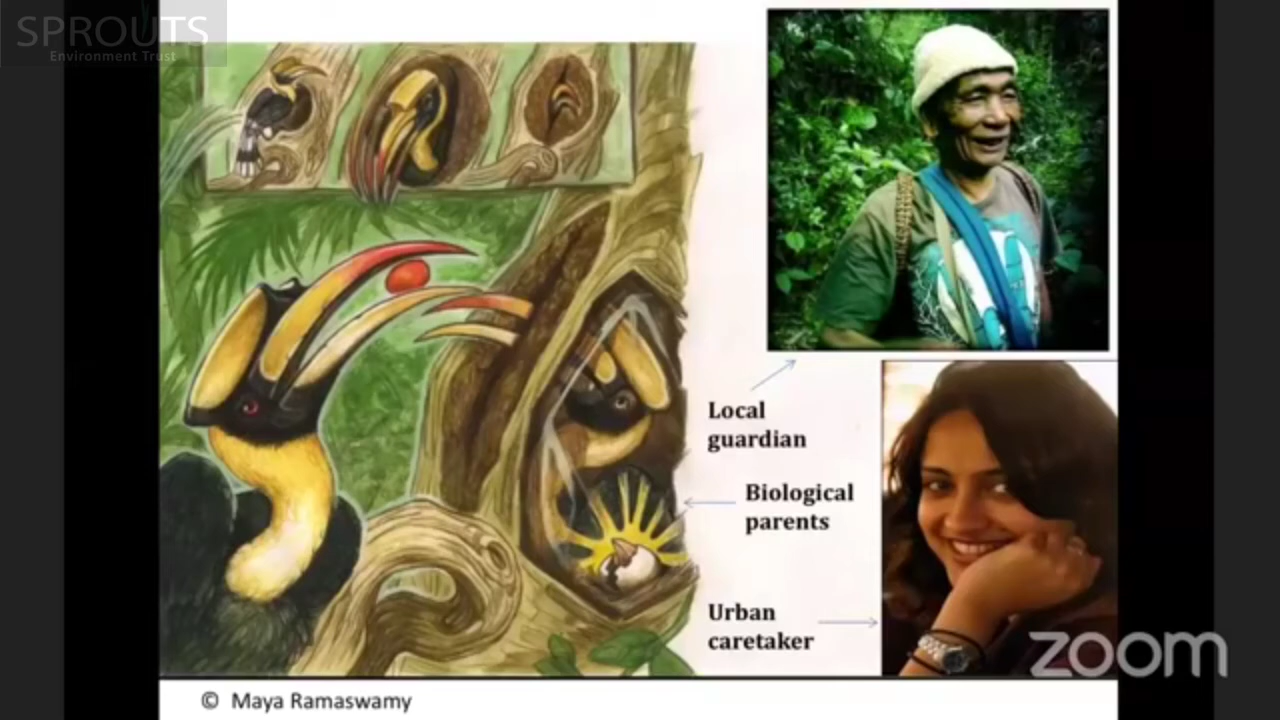 SPROUTS
Environment Trust
Local
guardian
Biological
parents
Urban
caretaker
zoom
© Maya Ramaswamy